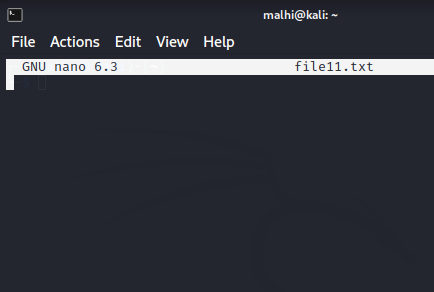 malhi@kali: ~
File Actions Edit View Help
GNU nano 6.3 file11.txt